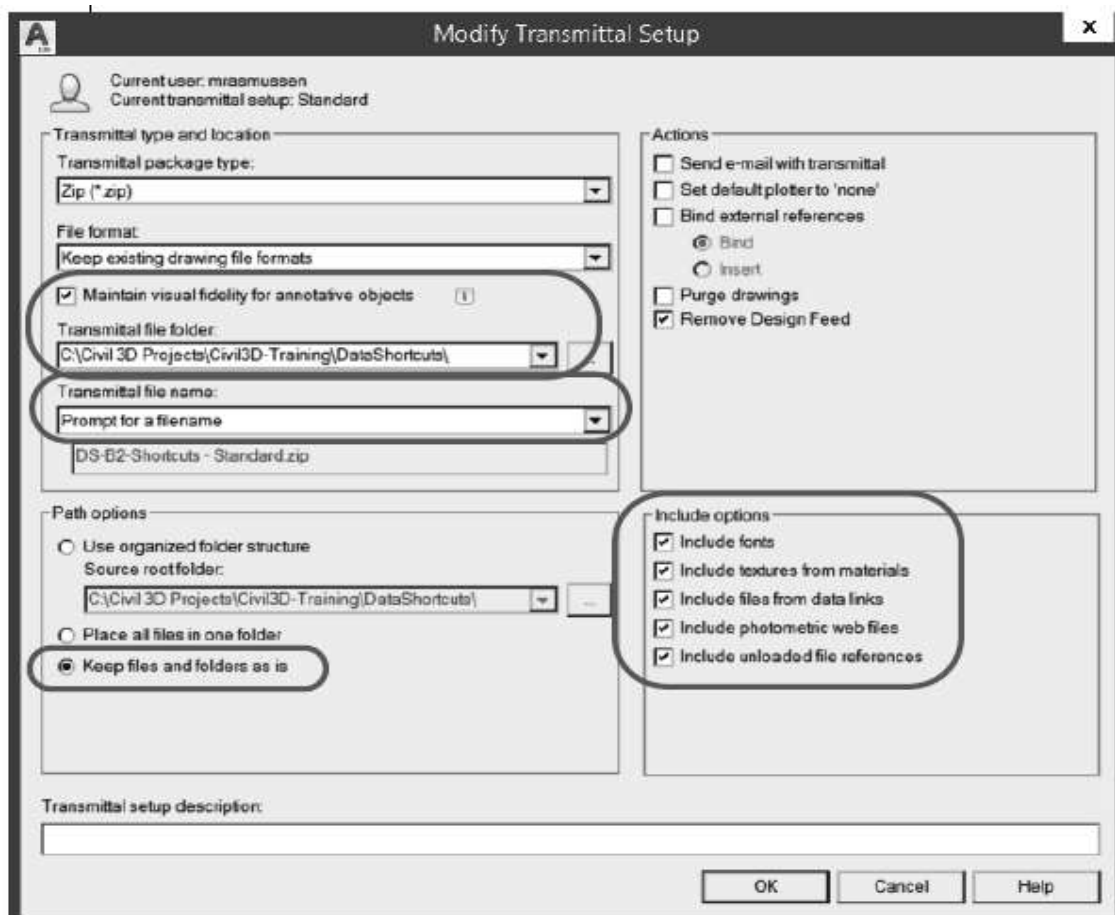 Modify Transmittal Setup
x
Current user: mrasmussen
Current transmittal setup: Standard
Transmittal type and location
Transmittal package type:
Zip (*.zip)
File format:
Keep existing drawing file formats
Maintain visual fidelity for annotative objects
Transmittal file folder:
C:\Civil 3D Projects\Civil3D-Training\DataShortcuts\
...
Transmittal file name:
Prompt for a filename
DS-B2-Shortcuts - Standard.zip
Actions
Send e-mail with transmittal
Set default plotter to 'none'
Bind external references
Bind
Insert
Purge drawings
Remove Design Feed
Path options
Use organized folder structure
Source root folder:
C:\Civil 3D Projects\Civil3D-Training\DataShortcuts\
...
Place all files in one folder
Keep files and folders as is
Include options
Include fonts
Include textures from materials
Include files from data links
Include photometric web files
Include unloaded file references
Transmittal setup description:
OK
Cancel
Help